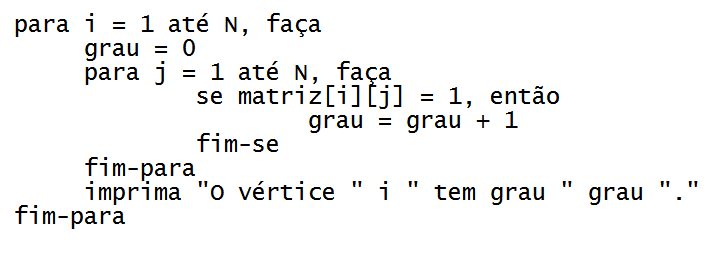 para i = 1 até N, faça
grau = 0
para j = 1 até N, faça
se matriz[i][j] = 1, então
grau = grau + 1
fim-se
fim-para
imprima "O vértice " i " tem grau " grau "."
fim-para